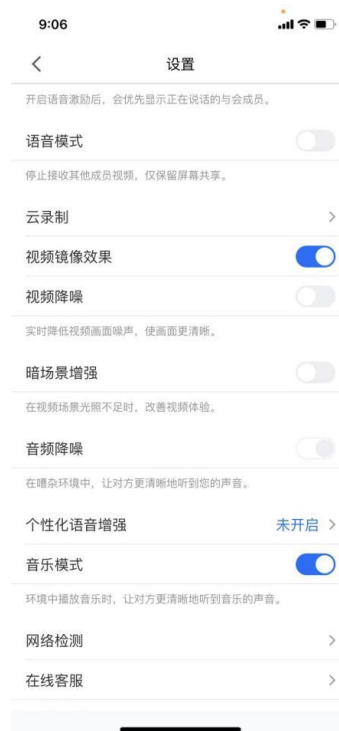 9:06
设置
开启语音激励后，会优先显示正在说话的与会成员。
语音模式
停止接收其他成员视频，仅保留屏幕共享。
云录制
视频镜像效果
视频降噪
实时降低视频画面噪声，使画面更清晰。
暗场景增强
在视频场景光照不足时，改善视频体验。
音频降噪
在嘈杂环境中，让对方更清晰地听到您的声音。
个性化语音增强 未开启
音乐模式
环境中播放音乐时，让对方更清晰地听到音乐的声音。
网络检测
在线客服